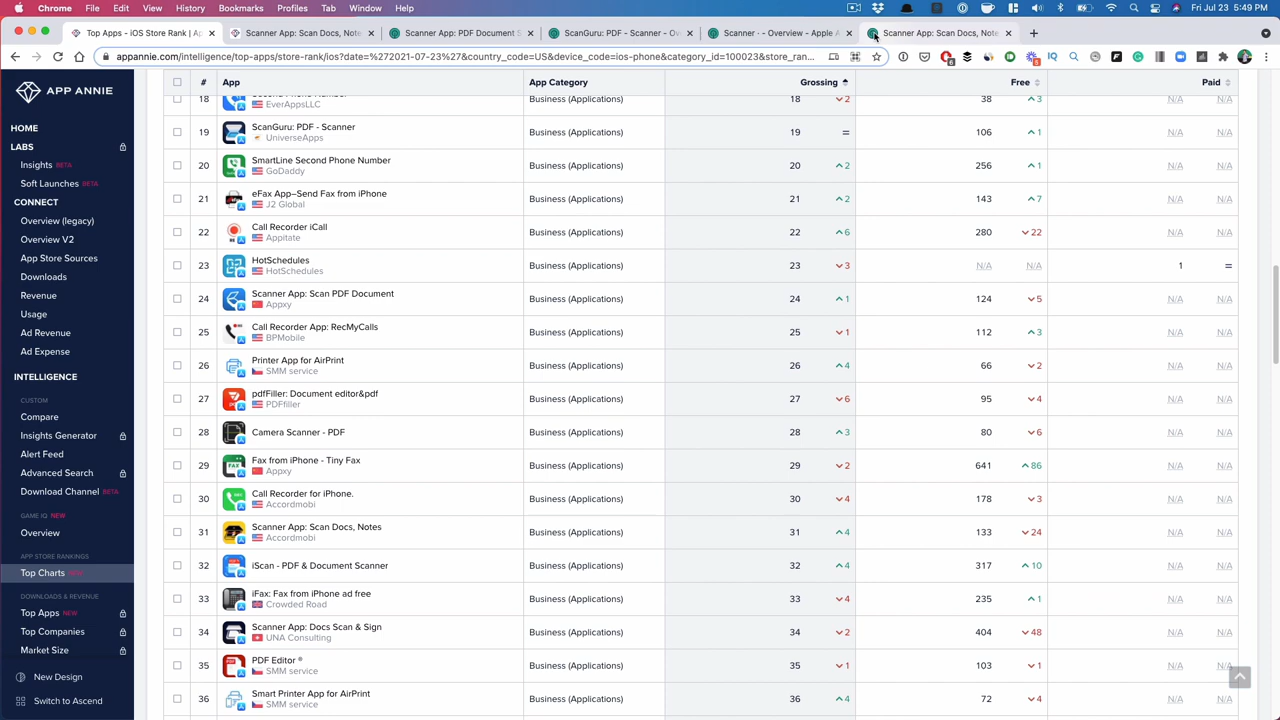 Firefox File Edit View History Bookmarks Tools Window Help
Top Apps - iOS Store Rank | Ap
Scanner App: Scan Docs, Notes
Scanner App: PDF Document S
ScanGuru: PDF - Scanner - Ov
Scanner - - Overview - Apple A
Scanner App: Scan Docs, Note
appannie.com/intelligence/top-apps/store-rank/ios?date=%272021-07-23%27&country_code=US&chart_compare_code=ios-iphone&category_id=100023&store_rank
APP ANNIE
HOME
LABS
Insights BETA
Soft Launches BETA
CONNECT
Overview (legacy)
Overview V2
App Store Sources
Downloads
Revenue
Usage
Ad Revenue
Ad Expense
INTELLIGENCE
CUSTOM
Compare
Insights Generator
Alert Feed
Advanced Search
Download Channel BETA
GAME IQ NEW
Overview
APP STORE RANKINGS
Top Charts NEW
DOWNLOADS & REVENUE
Top Apps NEW
Top Companies
Market Size
New Design
Switch to Ascend
# App App Category Grossing Free Paid
18 EverAppsLLC Business (Applications) 18 2 38 3 N/A N/A
19 ScanGuru: PDF - Scanner Business (Applications) 19 = 106 1 N/A N/A
UniverseApps
20 SmartLine Second Phone Number Business (Applications) 20 2 256 1 N/A N/A
GoDaddy
21 eFax App–Send Fax from iPhone Business (Applications) 21 2 143 7 N/A N/A
J2 Global
22 Call Recorder iCall Business (Applications) 22 6 280 22 N/A N/A
Appitate
23 HotSchedules Business (Applications) 23 3 N/A N/A 1 =
HotSchedules
24 Scanner App: Scan PDF Document Business (Applications) 24 1 124 5 N/A N/A
Appxy
25 Call Recorder App: RecMyCalls Business (Applications) 25 1 112 3 N/A N/A
BPMobile
26 Printer App for AirPrint Business (Applications) 26 4 66 2 N/A N/A
SMM service
27 pdfFiller: Document editor&pdf Business (Applications) 27 6 95 4 N/A N/A
PDFfiller
28 Camera Scanner - PDF Business (Applications) 28 3 80 6 N/A N/A
29 Fax from iPhone - Tiny Fax Business (Applications) 29 2 641 86 N/A N/A
Appxy
30 Call Recorder for iPhone. Business (Applications) 30 4 178 8 N/A N/A
Accordmobi
31 Scanner App: Scan Docs, Notes Business (Applications) 31 4 133 24 N/A N/A
Accordmobi
32 iScan - PDF & Document Scanner Business (Applications) 32 4 317 10 N/A N/A
33 iFax: Fax from iPhone ad free Business (Applications) 33 4 235 1 N/A N/A
Crowded Road
34 Scanner App: Docs Scan & Sign Business (Applications) 34 2 404 48 N/A N/A
UNA Consulting
35 PDF Editor ® Business (Applications) 35 1 103 1 N/A N/A
SMM service
36 Smart Printer App for AirPrint Business (Applications) 36 4 72 4 N/A N/A
SMM service